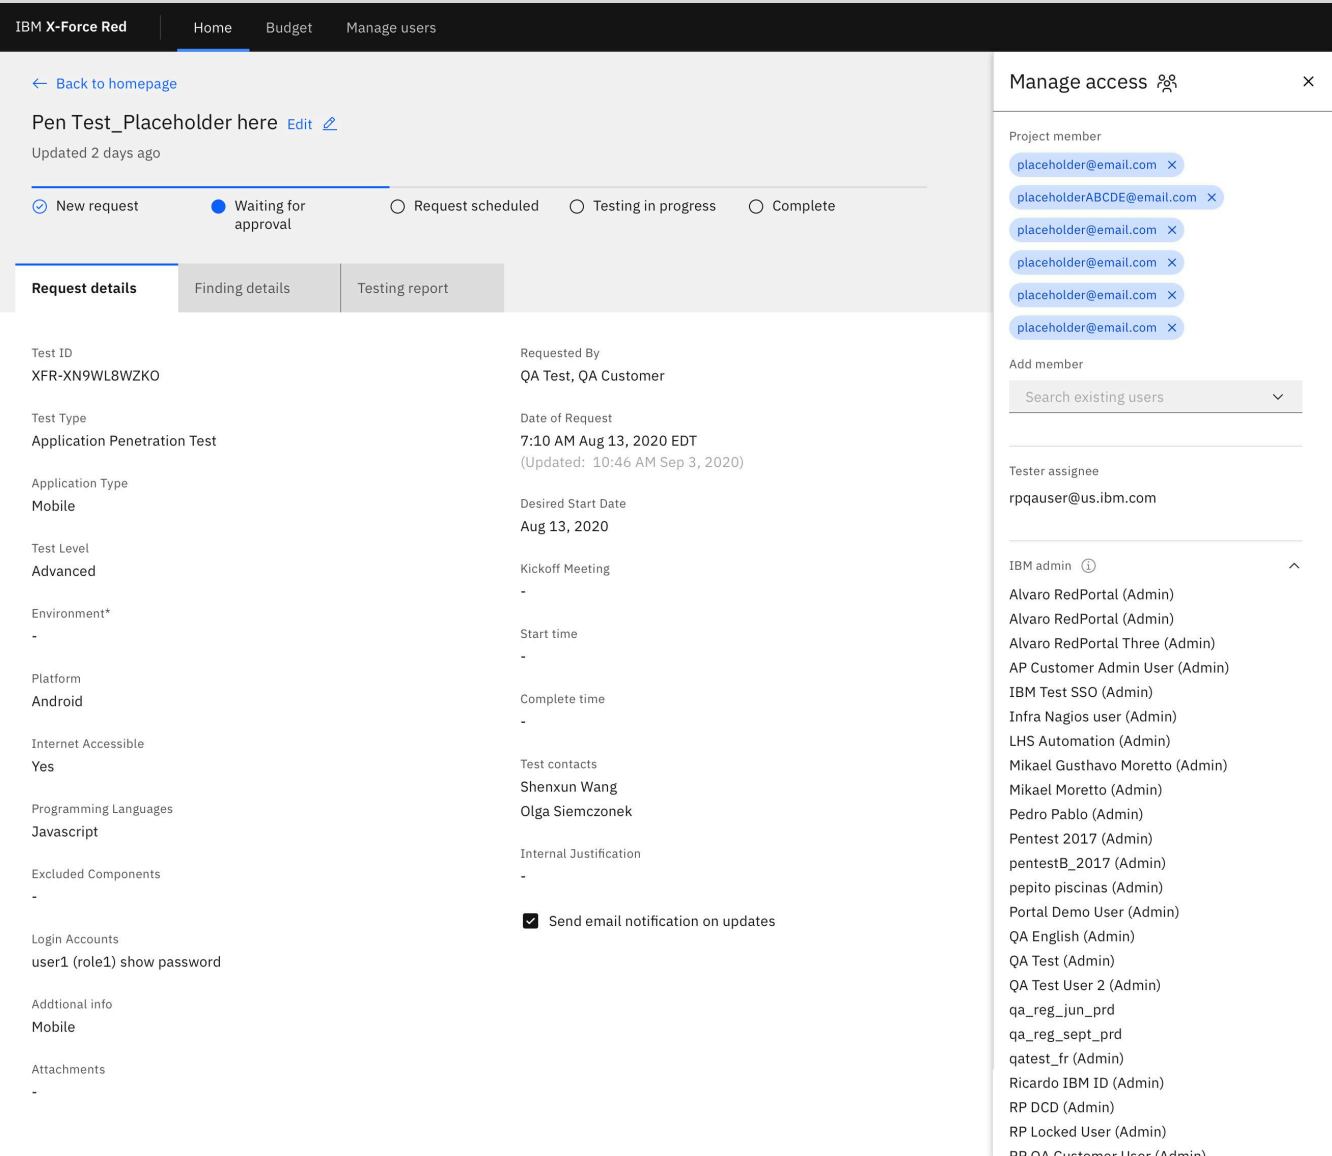 IBM X-Force Red
Home
Budget
Manage users
Back to homepage
Pen Test_Placeholder here
Edit
Updated 2 days ago
New request
Waiting for
approval
Request scheduled
Testing in progress
Complete
Request details
Finding details
Testing report
Test ID
XFR-XN9WL8WZKO
Test Type
Application Penetration Test
Application Type
Mobile
Test Level
Advanced
Environment*
-
Platform
Android
Internet Accessible
Yes
Programming Languages
Javascript
Excluded Components
-
Login Accounts
user1 (role1) show password
Addtional info
Mobile
Attachments
-
Requested By
QA Test, QA Customer
Date of Request
7:10 AM Aug 13, 2020 EDT
(Updated: 10:46 AM Sep 3, 2020)
Desired Start Date
Aug 13, 2020
Kickoff Meeting
-
Start time
-
Complete time
-
Test contacts
Shenxun Wang
Olga Siemczonek
Internal Justification
-
Send email notification on updates
Manage access
Project member
placeholder@email.com
placeholderABCDE@email.com
placeholder@email.com
placeholder@email.com
placeholder@email.com
placeholder@email.com
Add member
Search existing users
Tester assignee
rpqauser@us.ibm.com
IBM admin
Alvaro RedPortal (Admin)
Alvaro RedPortal (Admin)
Alvaro RedPortal Three (Admin)
AP Customer Admin User (Admin)
IBM Test SSO (Admin)
Infra Nagios user (Admin)
LHS Automation (Admin)
Mikael Gusthavo Moretto (Admin)
Mikael Moretto (Admin)
Pedro Pablo (Admin)
Pentest 2017 (Admin)
pentestB_2017 (Admin)
pepito piscinas (Admin)
Portal Demo User (Admin)
QA English (Admin)
QA Test (Admin)
QA Test User 2 (Admin)
qa_reg_jun_prd
qa_reg_sept_prd
qatest_fr (Admin)
Ricardo IBM ID (Admin)
RP DCD (Admin)
RP Locked User (Admin)
RP QA Customer User (Admin)